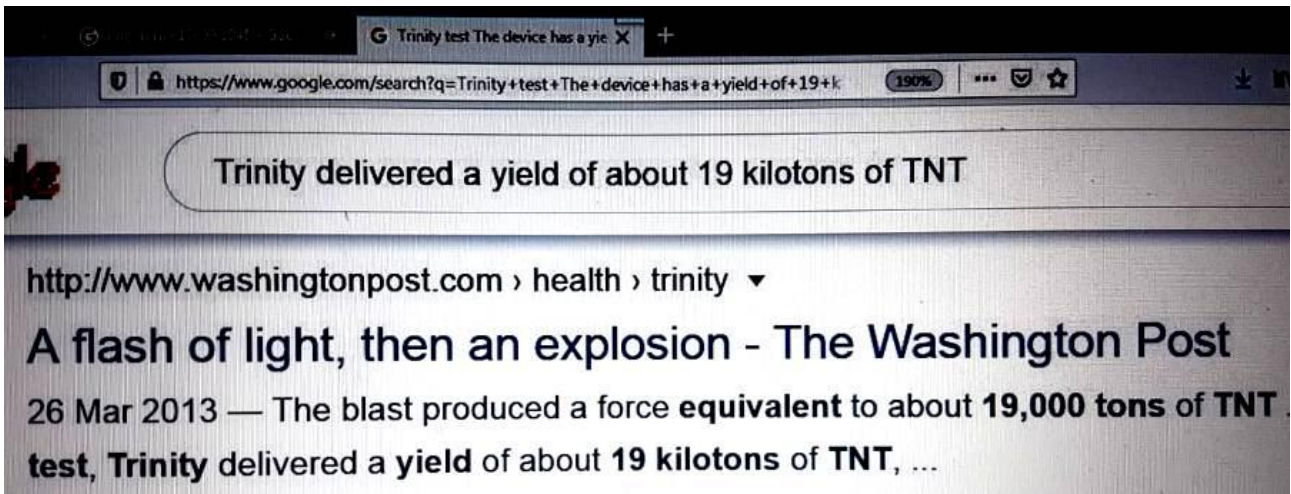 G Trinity test The device has a yie X +
https://www.google.com/search?q=Trinity+test+The+device+has+a+yield+of+19+k 190% ...
gle Trinity delivered a yield of about 19 kilotons of TNT
http://www.washingtonpost.com › health › trinity
A flash of light, then an explosion - The Washington Post
26 Mar 2013 — The blast produced a force equivalent to about 19,000 tons of TNT .
test, Trinity delivered a yield of about 19 kilotons of TNT, ...